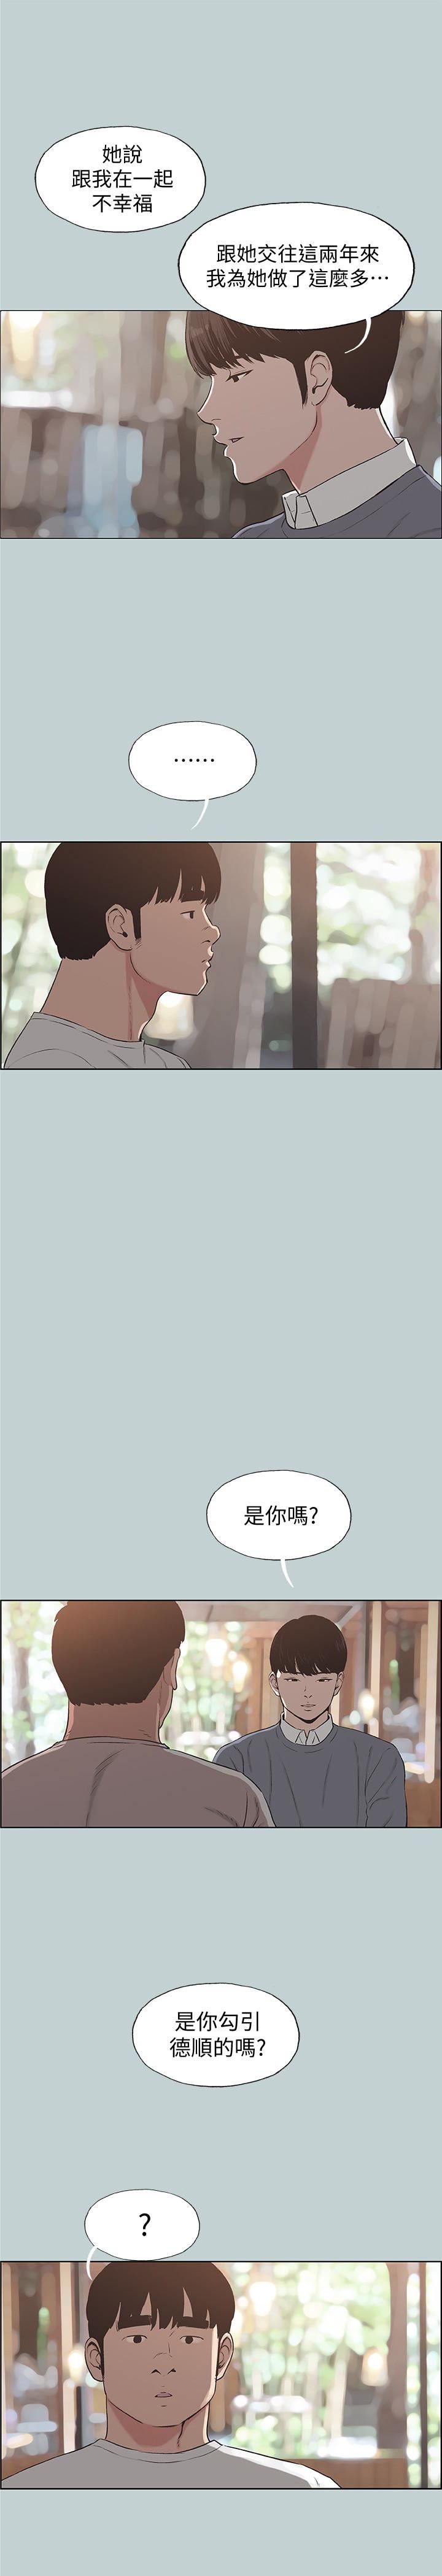 她說
跟我在一起
不幸福
跟她交往這兩年來
我為她做了這麼多⋯
⋯⋯
是你嗎?
是你勾引
德順的嗎?
?